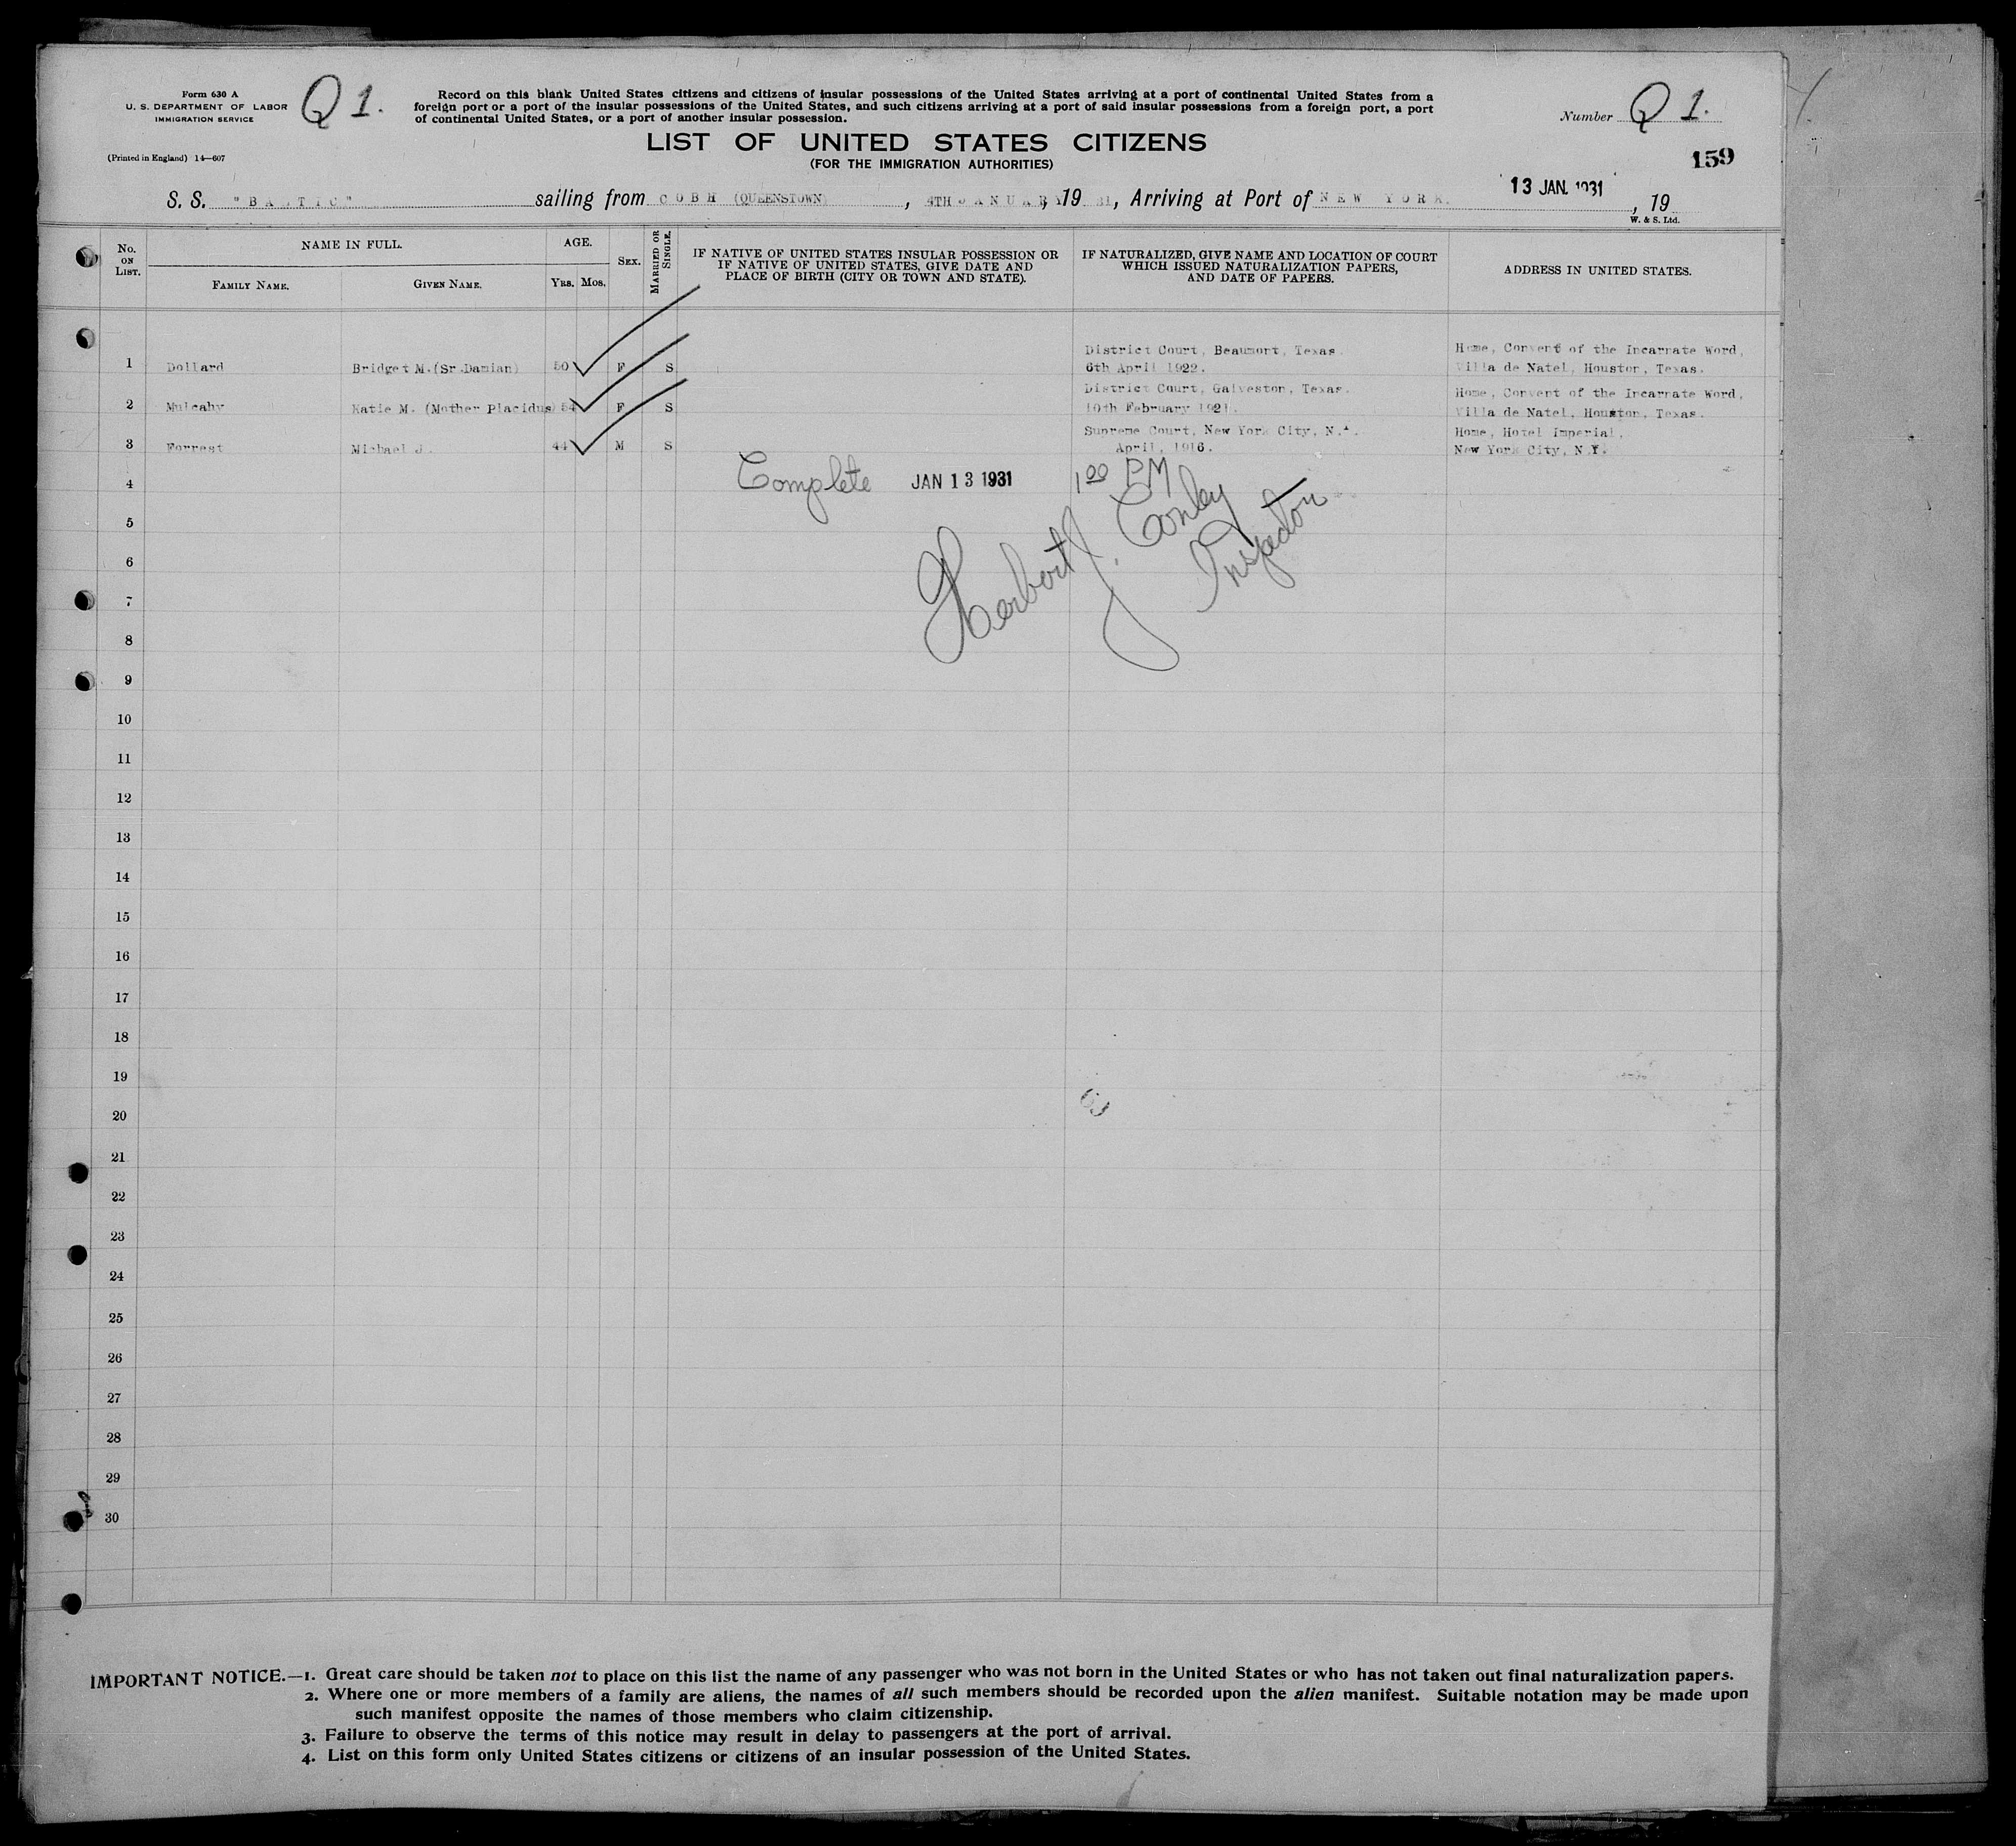 Form 630 A
U. S. DEPARTMENT OF LABOR
IMMIGRATION SERVICE
(Printed in England) 14—607
Q 1.
Record on this blank United States citizens and citizens of insular possessions of the United States arriving at a port of continental United States from a
foreign port or a port of the insular possessions of the United States, and such citizens arriving at a port of said insular possessions from a foreign port, a port
of continental United States, or a port of another insular possession.
LIST OF UNITED STATES CITIZENS
(FOR THE IMMIGRATION AUTHORITIES)
Number Q 1.
159
S. S. "BALTIC" sailing from COBH (QUEENSTOWN), 4TH JANUARY, 1931, Arriving at Port of NEW YORK. 13 JAN. 1931, 19
W. & S. Ltd.
No. ON LIST.
NAME IN FULL.
FAMILY NAME.
GIVEN NAME.
AGE.
YRS. MOS.
SEX.
MARRIED OR SINGLE.
IF NATIVE OF UNITED STATES INSULAR POSSESSION OR
IF NATIVE OF UNITED STATES, GIVE DATE AND
PLACE OF BIRTH (CITY OR TOWN AND STATE).
IF NATURALIZED, GIVE NAME AND LOCATION OF COURT
WHICH ISSUED NATURALIZATION PAPERS,
AND DATE OF PAPERS.
ADDRESS IN UNITED STATES.
District Court, Beaumont, Texas. Home, Convent of the Incarnate Word,
1 Dollard Bridget M.(Sr.Damian) 50 F S 6th April 1922. Villa de Natel, Houston, Texas.
District Court, Galveston, Texas. Home, Convent of the Incarnate Word,
2 Mulcahy Katie M. (Mother Placidus) 54 F S 10th February 1921. Villa de Natel, Houston, Texas.
Supreme Court, New York City, N.Y. Home, Hotel Imperial,
3 Forrest Michael J. 44 M S April, 1916. New York City, N.Y.
Complete JAN 13 1931 1 00 PM
Herbert J. Conley
Inspector
4
5
6
7
8
9
10
11
12
13
14
15
16
17
18
19
20
21
22
23
24
25
26
27
28
29
30
IMPORTANT NOTICE.—1. Great care should be taken not to place on this list the name of any passenger who was not born in the United States or who has not taken out final naturalization papers.
2. Where one or more members of a family are aliens, the names of all such members should be recorded upon the alien manifest. Suitable notation may be made upon
such manifest opposite the names of those members who claim citizenship.
3. Failure to observe the terms of this notice may result in delay to passengers at the port of arrival.
4. List on this form only United States citizens or citizens of an insular possession of the United States.